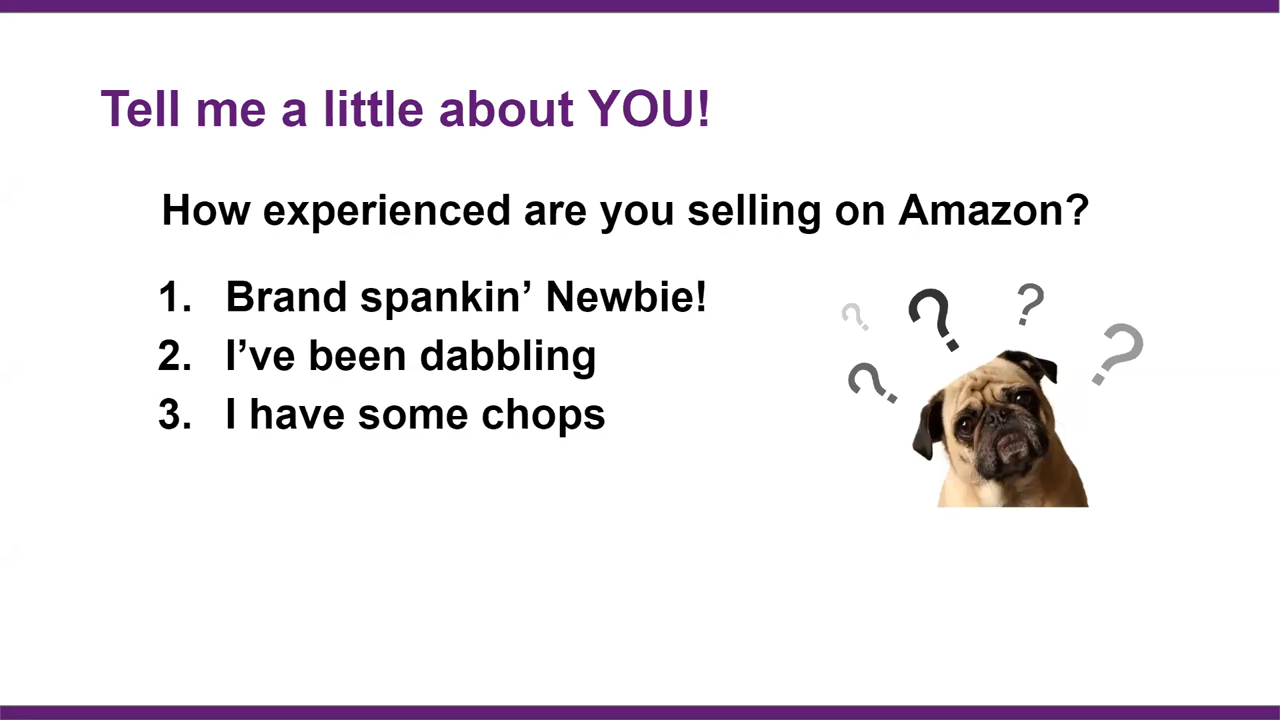 Tell me a little about YOU!
How experienced are you selling on Amazon?
1. Brand spankin’ Newbie!
2. I’ve been dabbling
3. I have some chops
? ? ? ? ?